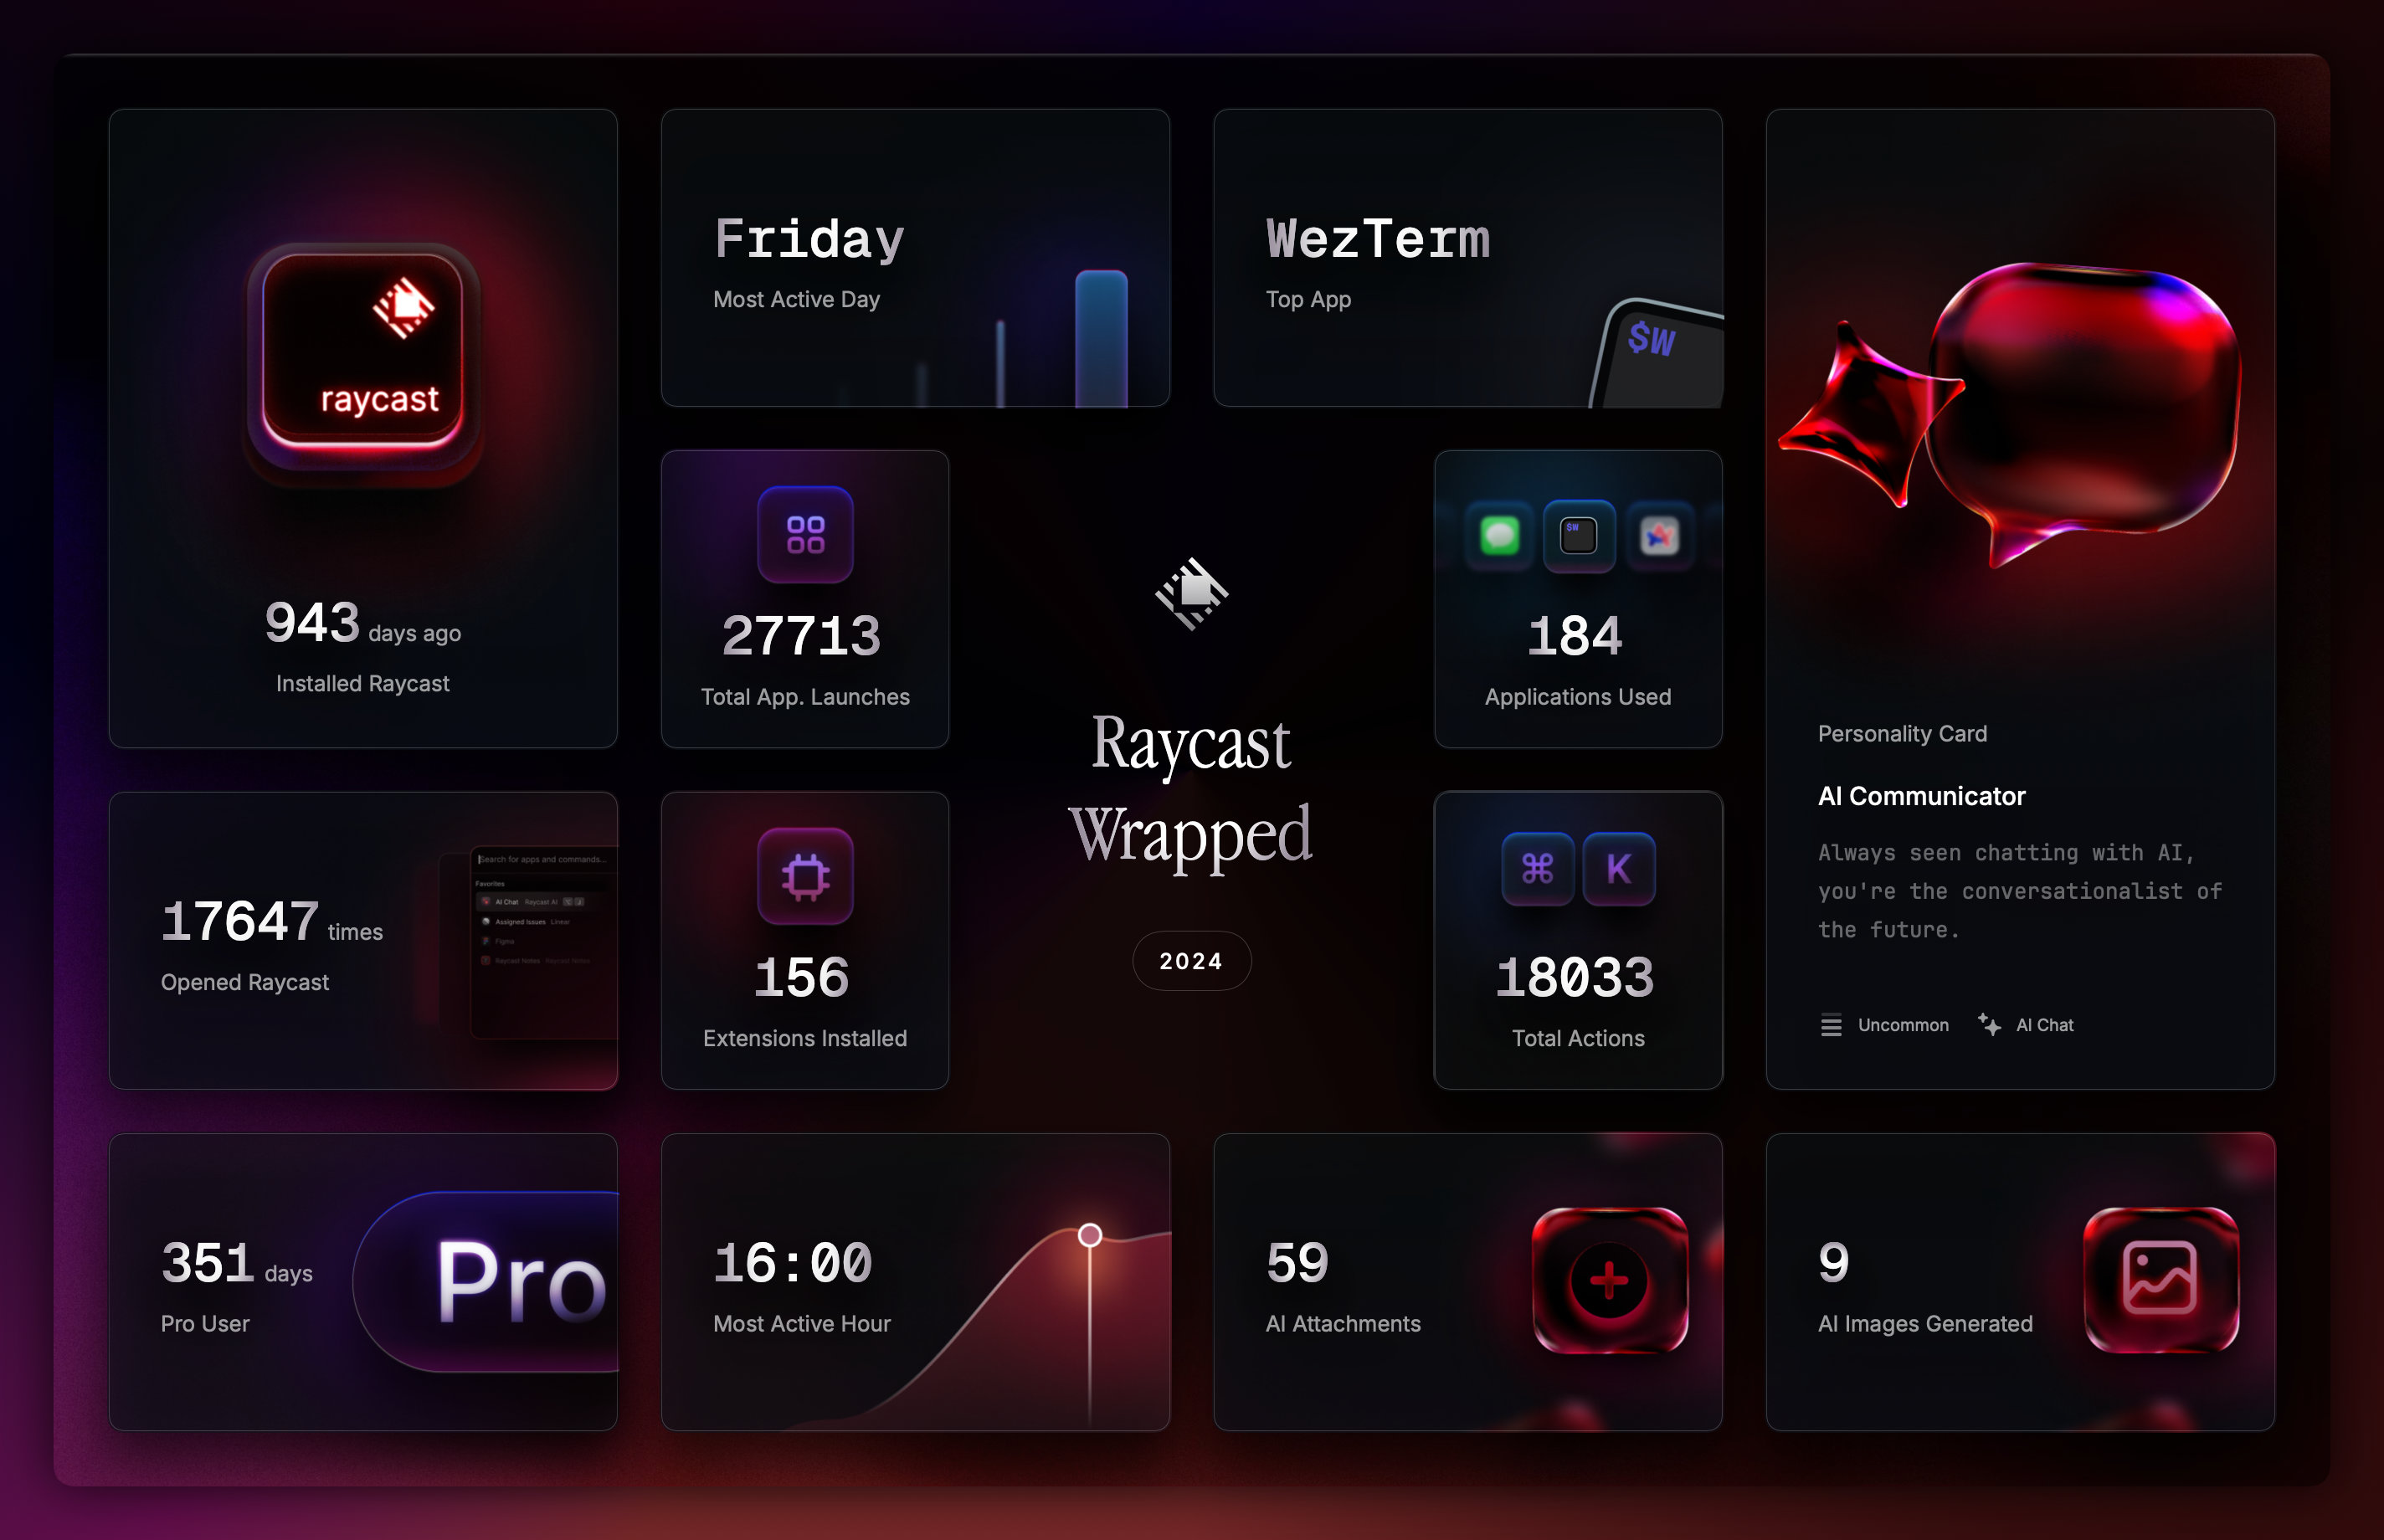 raycast
943 days ago
Installed Raycast
Friday
Most Active Day
WezTerm
Top App
$W
27713
Total App. Launches
Raycast
Wrapped
2024
$W
184
Applications Used
Personality Card
AI Communicator
Always seen chatting with AI,
you're the conversationalist of
the future.
Uncommon
AI Chat
17647 times
Opened Raycast
Search for apps and commands...
Favorites
AI Chat Raycast AI
Assigned Issues Linear
Figma
Raycast Notes Raycast Notes
156
Extensions Installed
⌘ K
18033
Total Actions
351 days
Pro User
Pro
16:00
Most Active Hour
59
AI Attachments
9
AI Images Generated